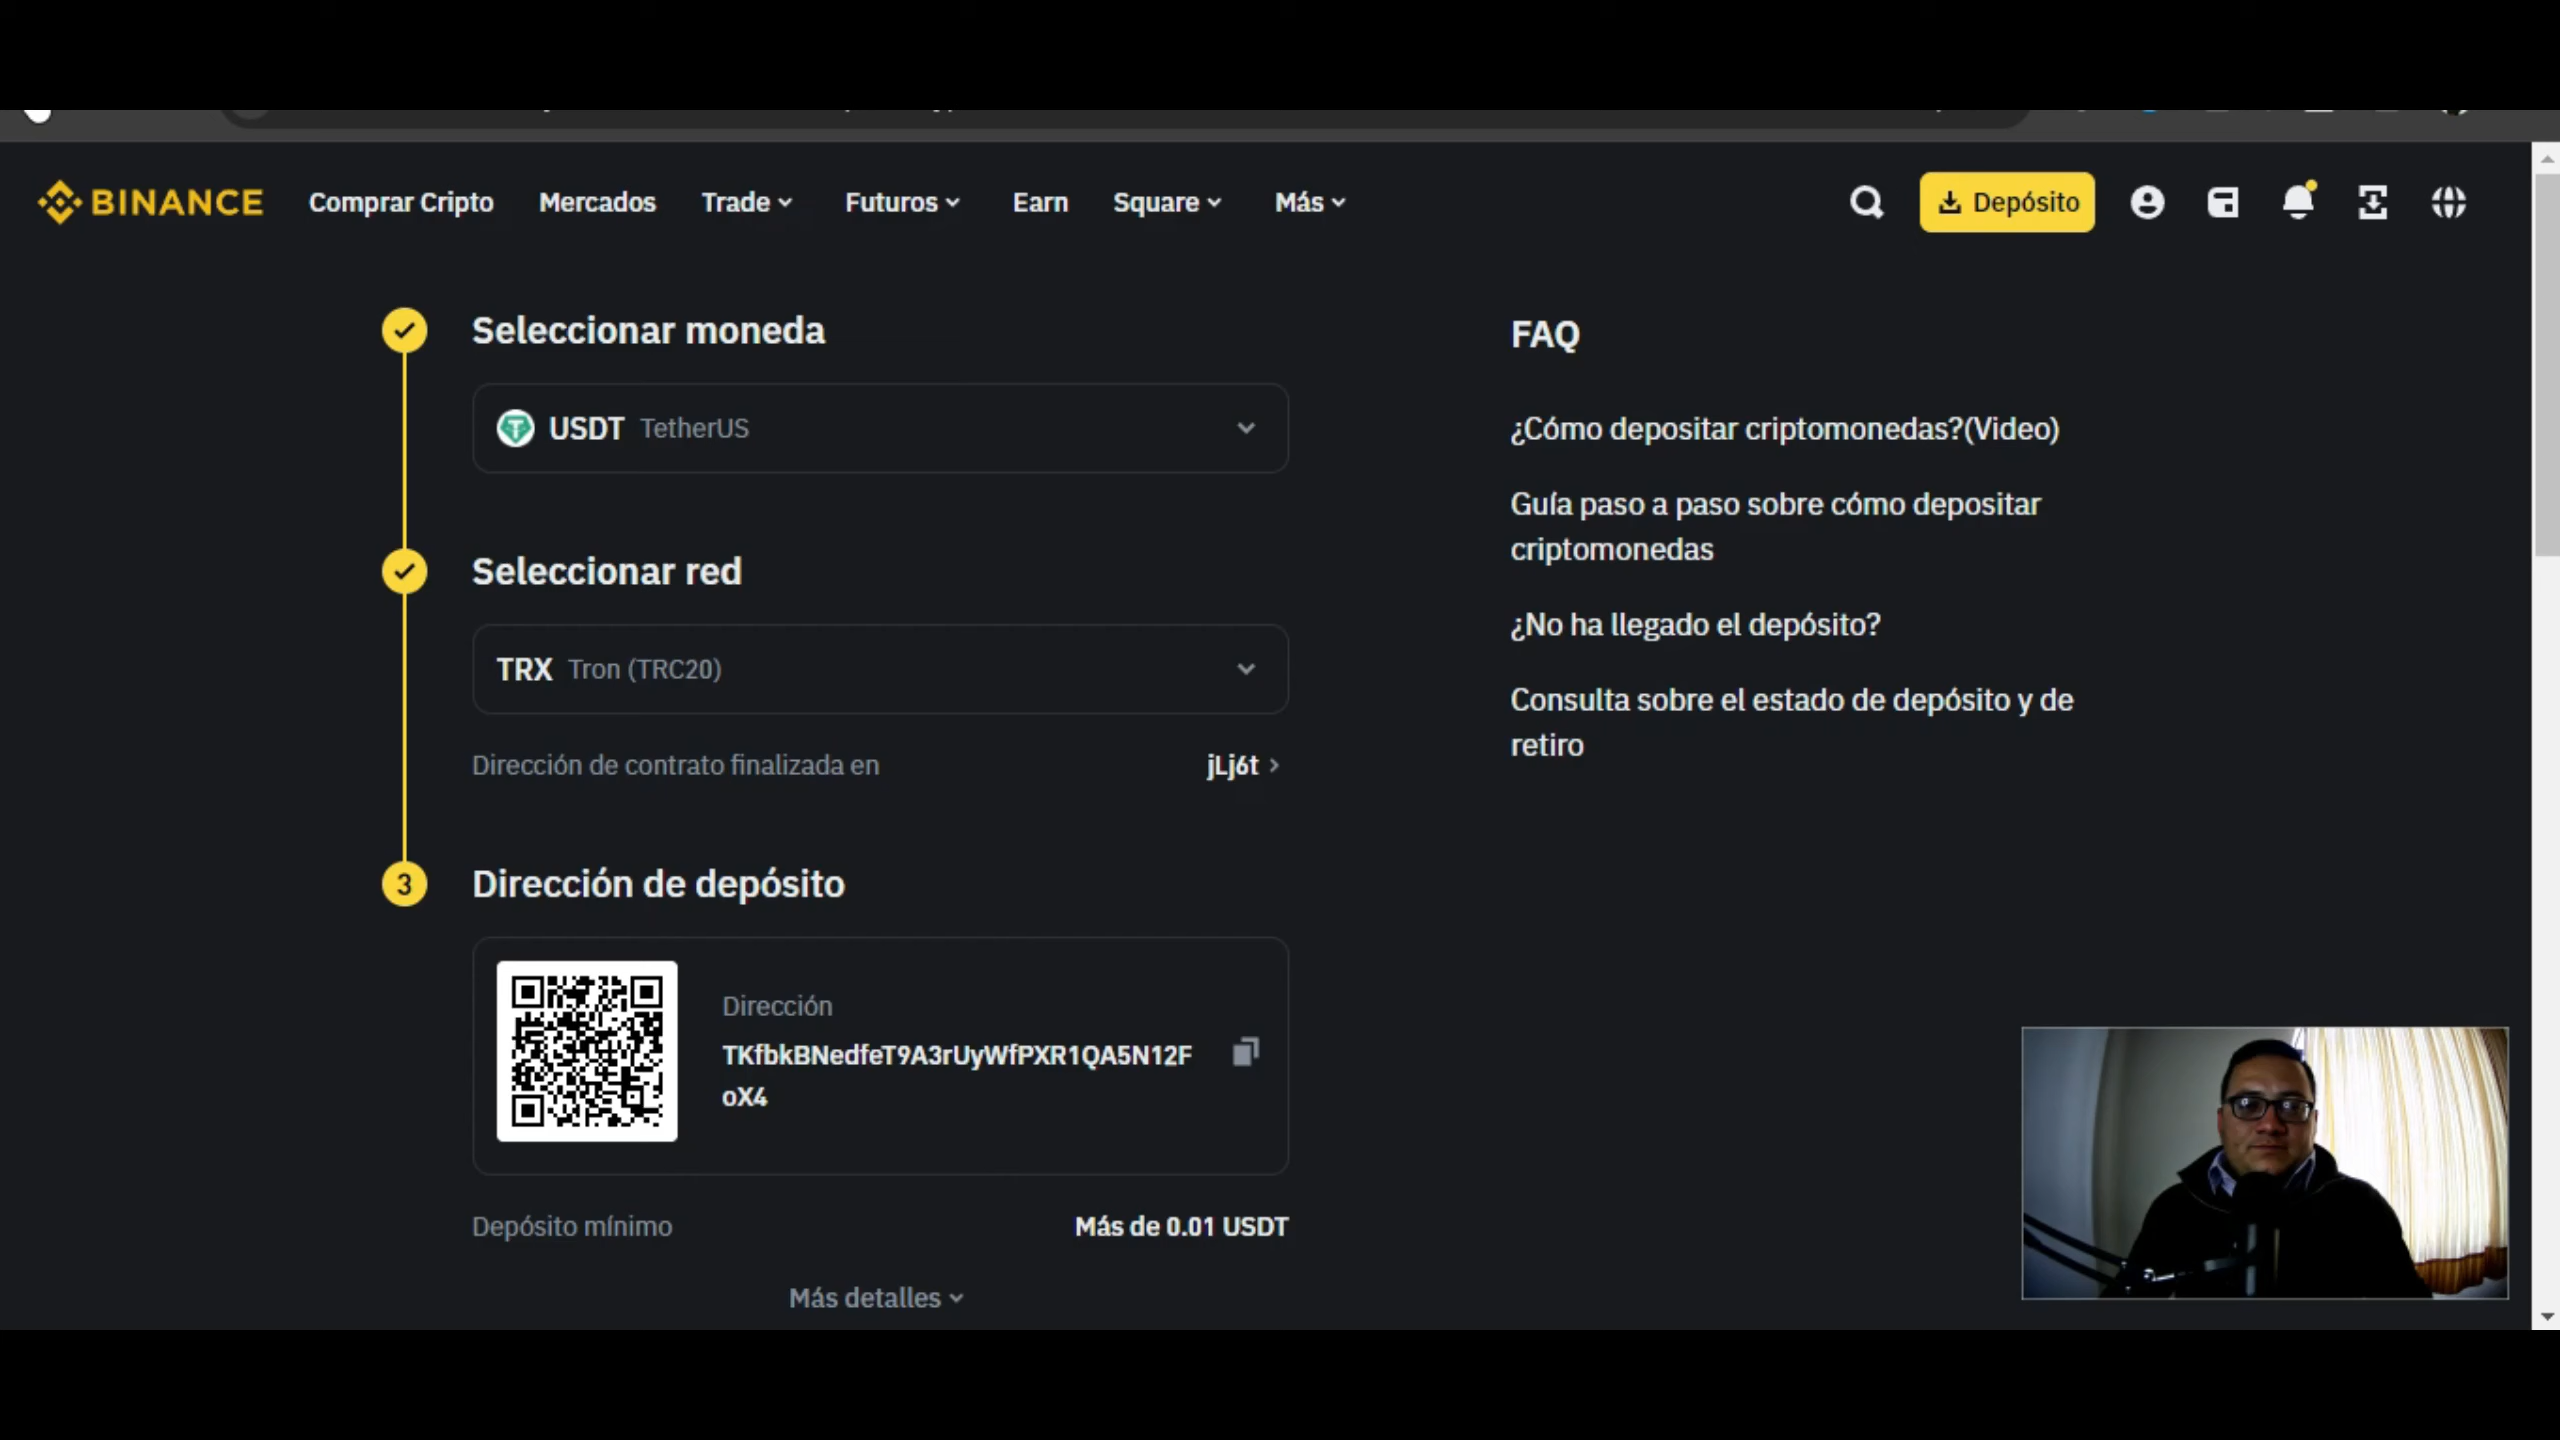 BINANCE
Comprar Cripto
Mercados
Trade
Futuros
Earn
Square
Más
Depósito
Seleccionar moneda
USDT TetherUS
Seleccionar red
TRX Tron (TRC20)
Dirección de contrato finalizada en
jLj6t
3
Dirección de depósito
Dirección
TKfbkBNedfeT9A3rUyWfPXR1QA5N12F
oX4
Depósito mínimo
Más de 0.01 USDT
Más detalles
FAQ
¿Cómo depositar criptomonedas?(Video)
Guía paso a paso sobre cómo depositar
criptomonedas
¿No ha llegado el depósito?
Consulta sobre el estado de depósito y de
retiro